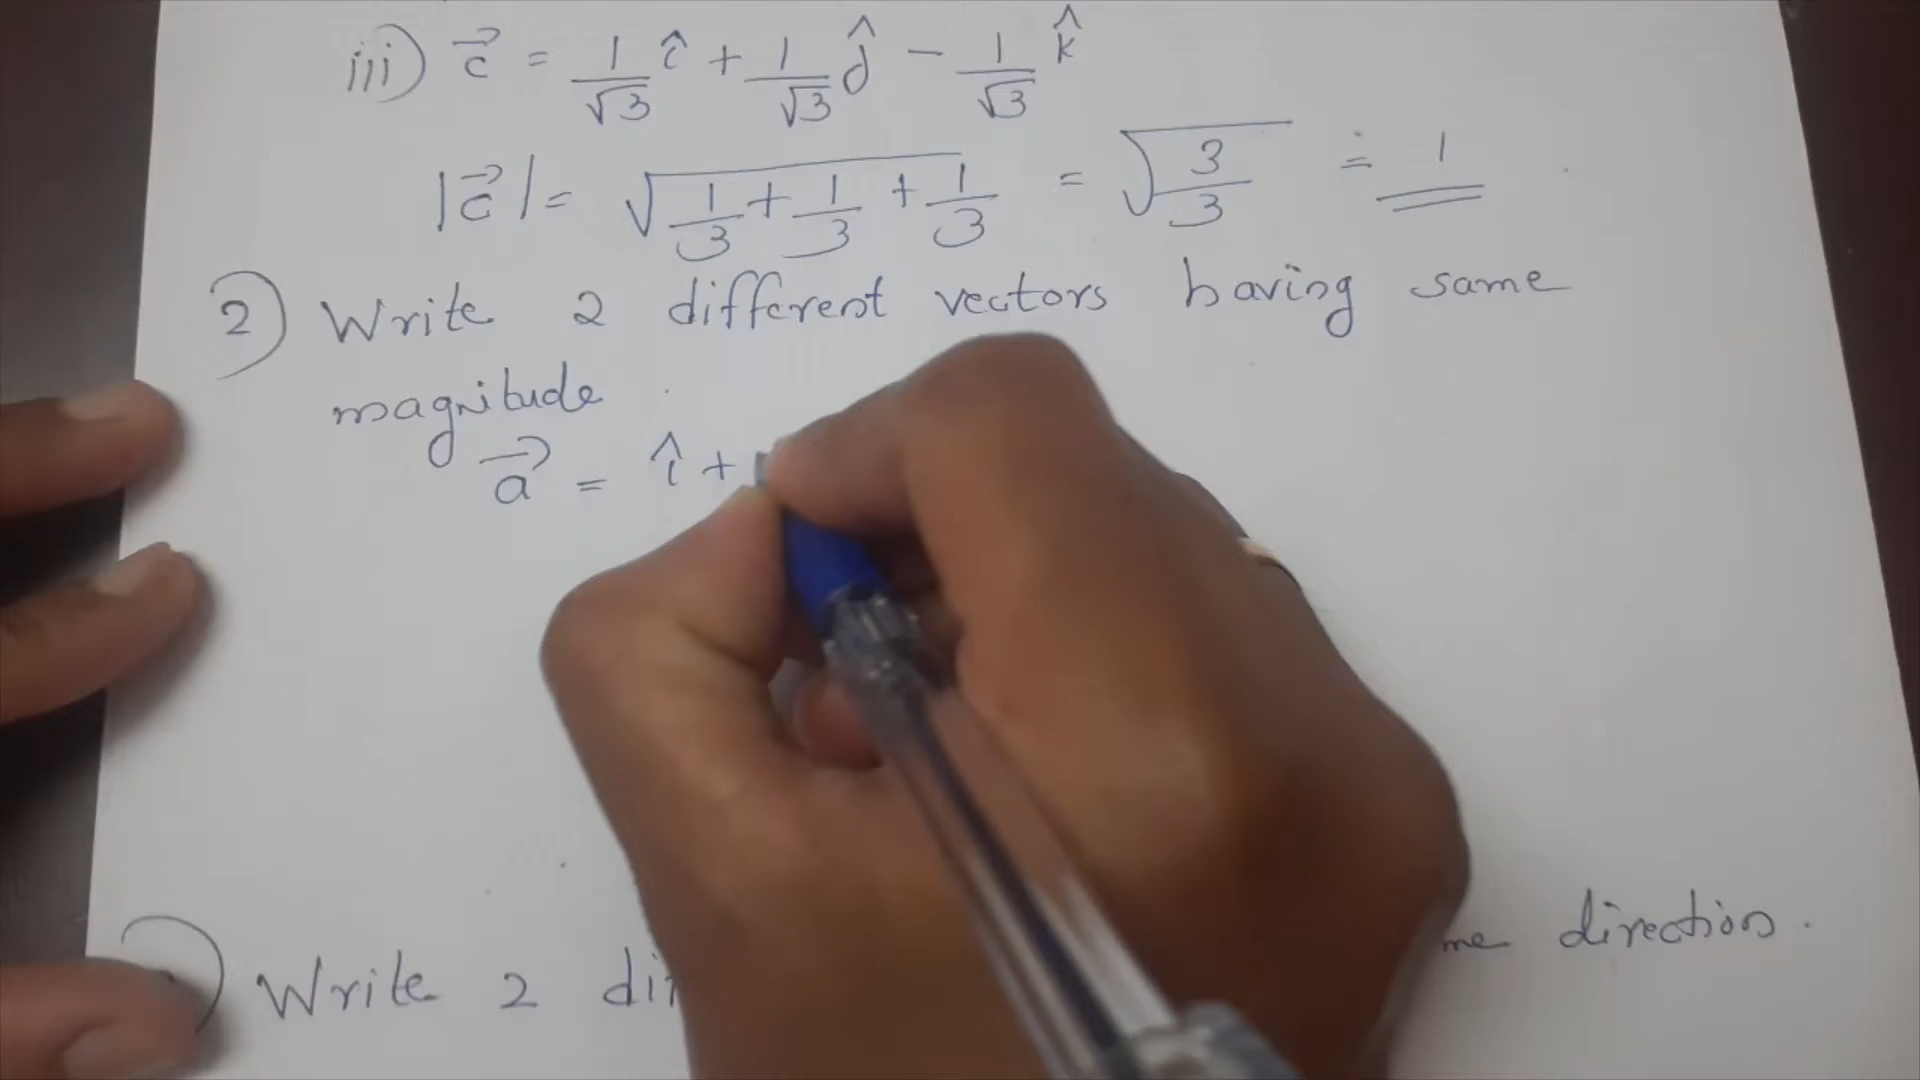 iii) c⃗ = 1/√3 î + 1/√3 ĵ − 1/√3 k̂
|c⃗| = √(1/3 + 1/3 + 1/3) = √(3/3) = 1
2) Write 2 different vectors having same
magnitude
a⃗ = î +
Write 2 direction.